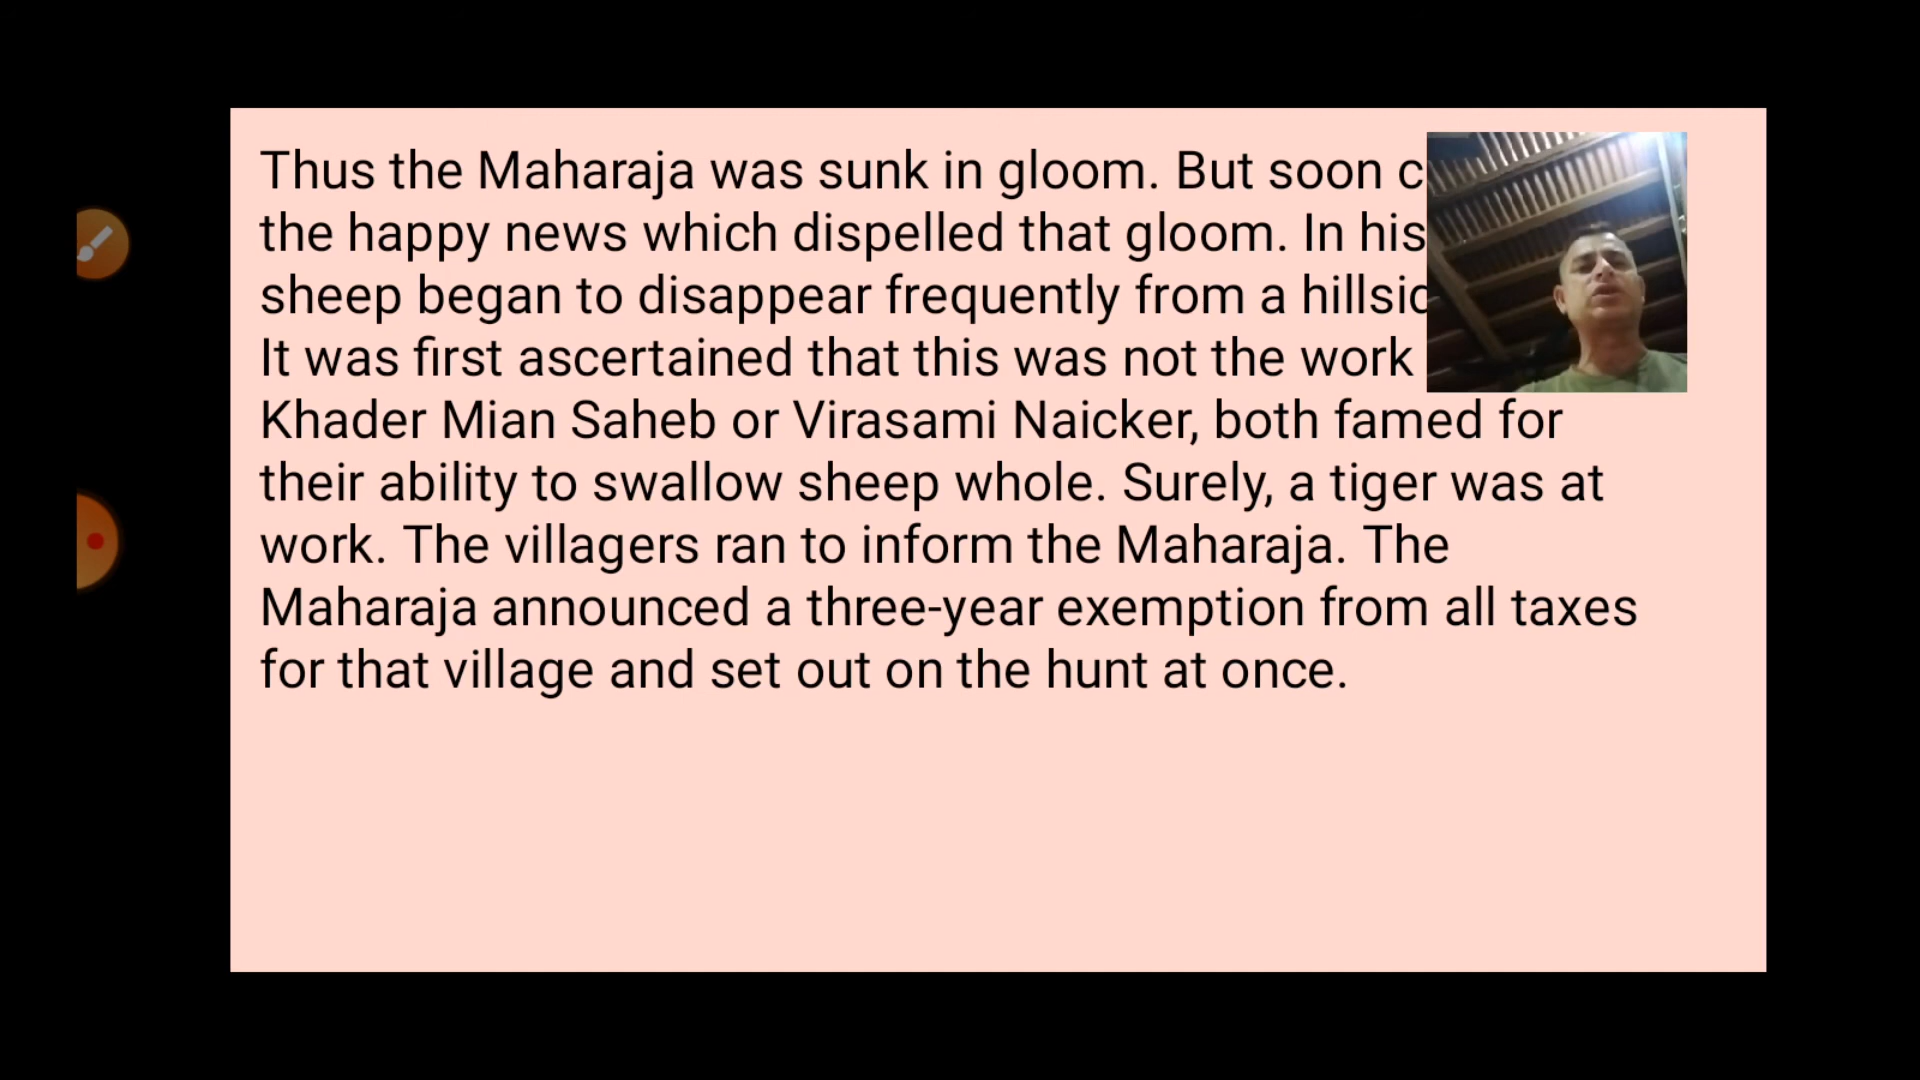 Thus the Maharaja was sunk in gloom. But soon
the happy news which dispelled that gloom. In his
sheep began to disappear frequently from a
It was first ascertained that this was not the work
Khader Mian Saheb or Virasami Naicker, both famed for
their ability to swallow sheep whole. Surely, a tiger was at
work. The villagers ran to inform the Maharaja. The
Maharaja announced a three-year exemption from all taxes
for that village and set out on the hunt at once.